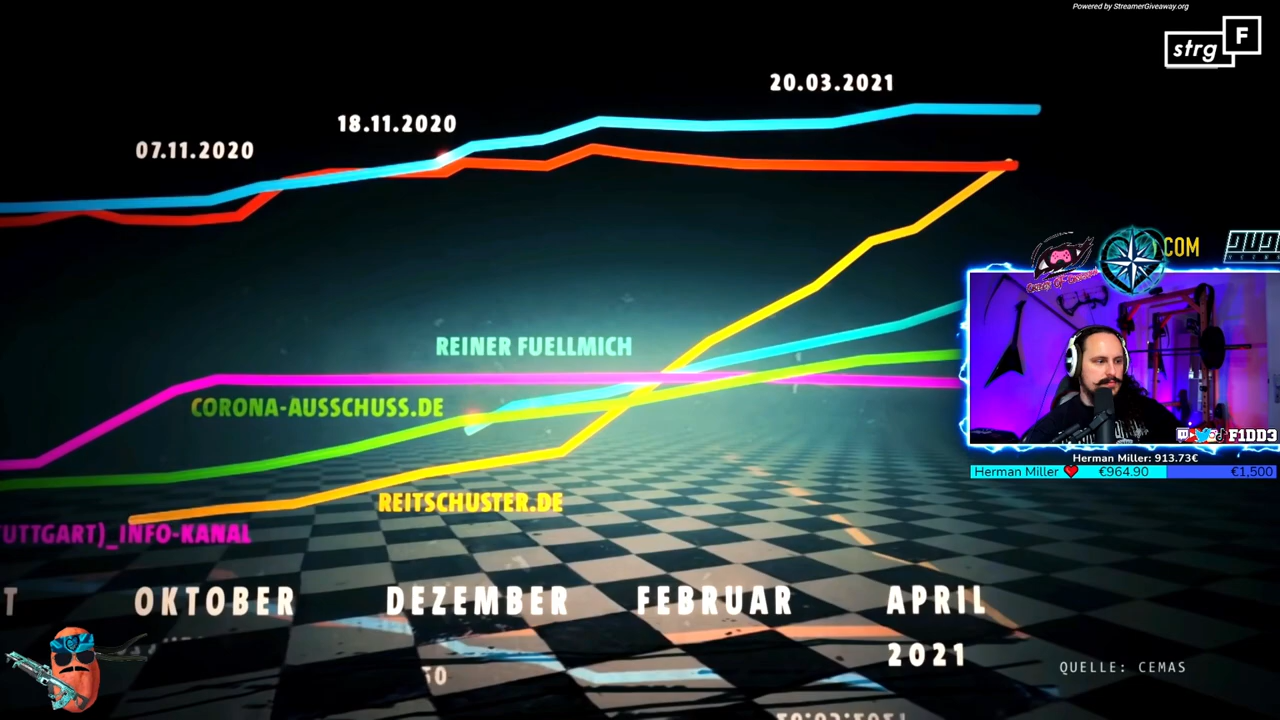 Powered by StreamerGiveaway.org
strg F
20.03.2021
18.11.2020
07.11.2020
.COM
REINER FUELLMICH
CORONA-AUSSCHUSS.DE
F1DD3
Herman Miller: 913.73€
Herman Miller €964.90 €1,500
REITSCHUSTER.DE
TUTTGART)_INFO-KANAL
T OKTOBER DEZEMBER FEBRUAR APRIL
2021
QUELLE: CEMAS